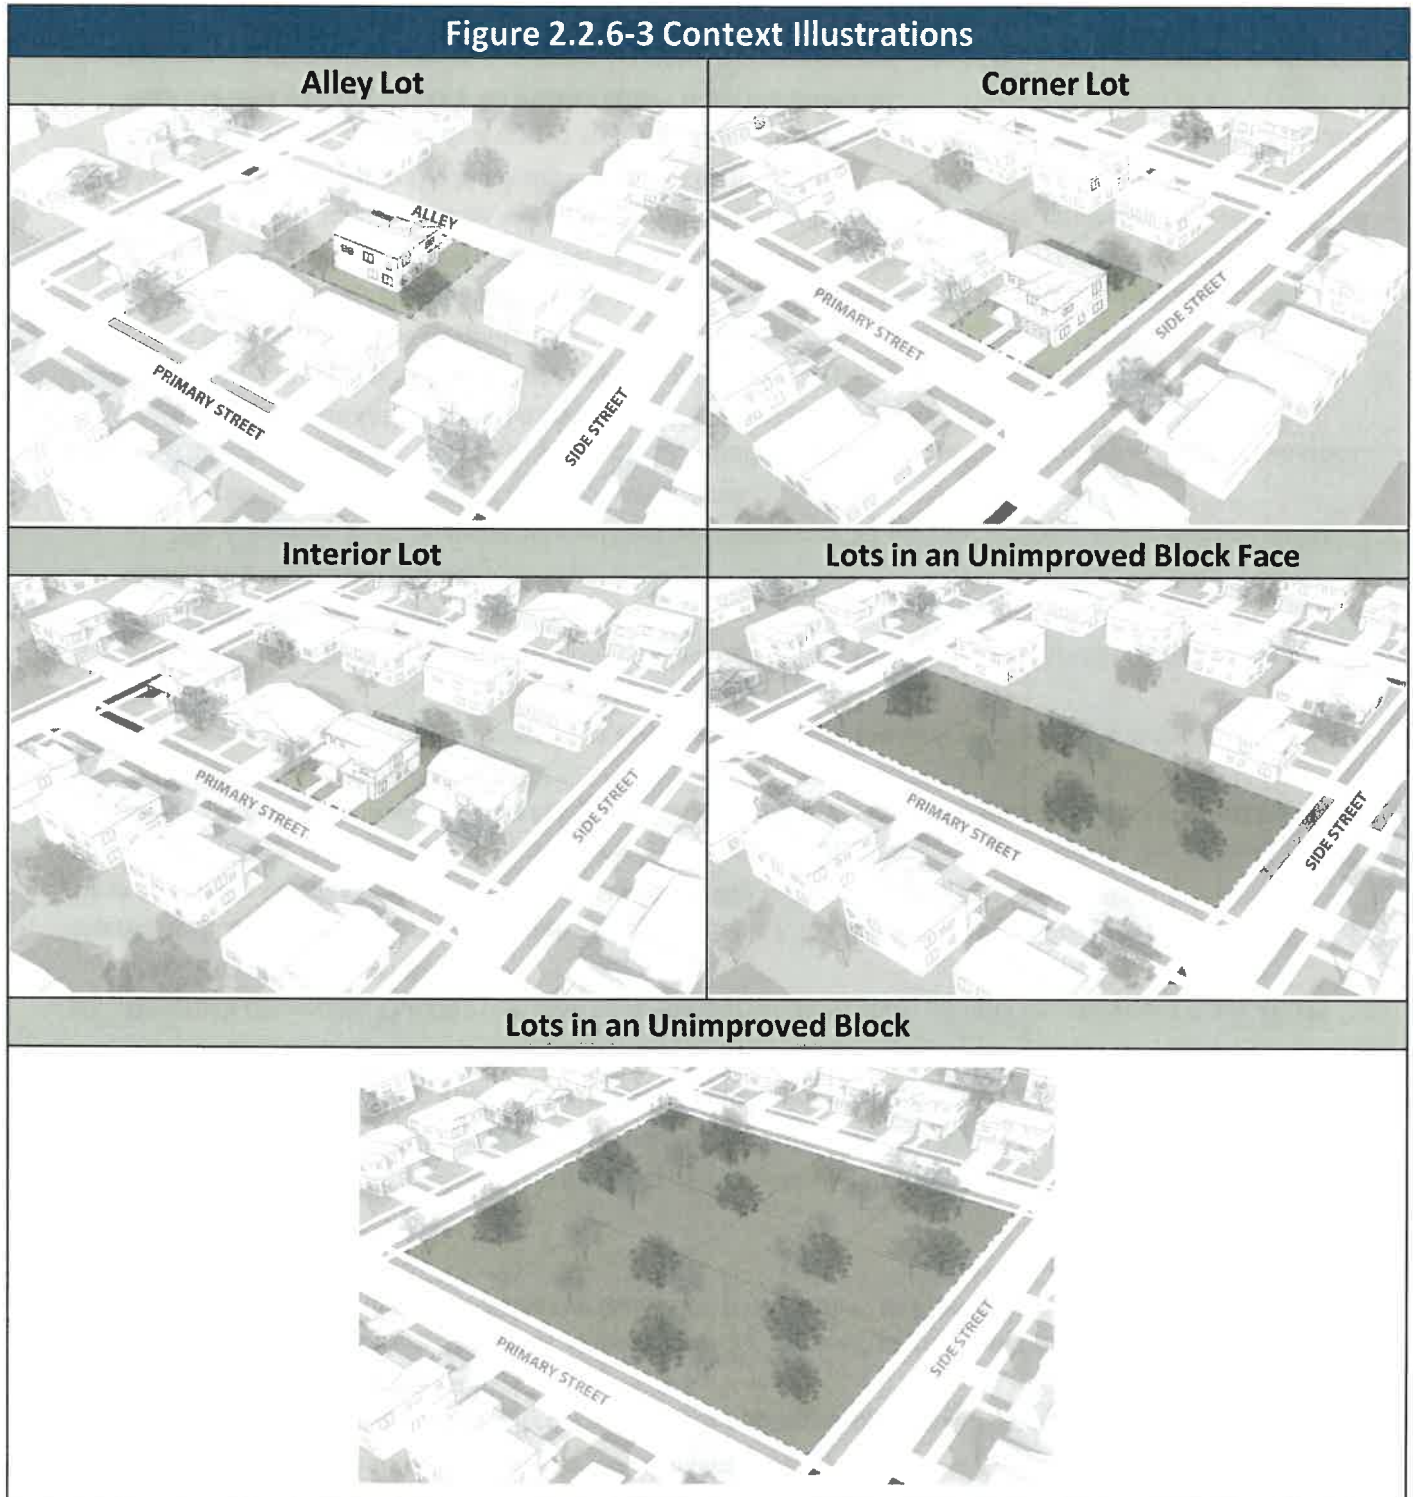 Figure 2.2.6-3 Context Illustrations
Alley Lot
Corner Lot
ALLEY
PRIMARY STREET
SIDE STREET
PRIMARY STREET
SIDE STREET
Interior Lot
Lots in an Unimproved Block Face
PRIMARY STREET
SIDE STREET
PRIMARY STREET
SIDE STREET
Lots in an Unimproved Block
PRIMARY STREET
SIDE STREET